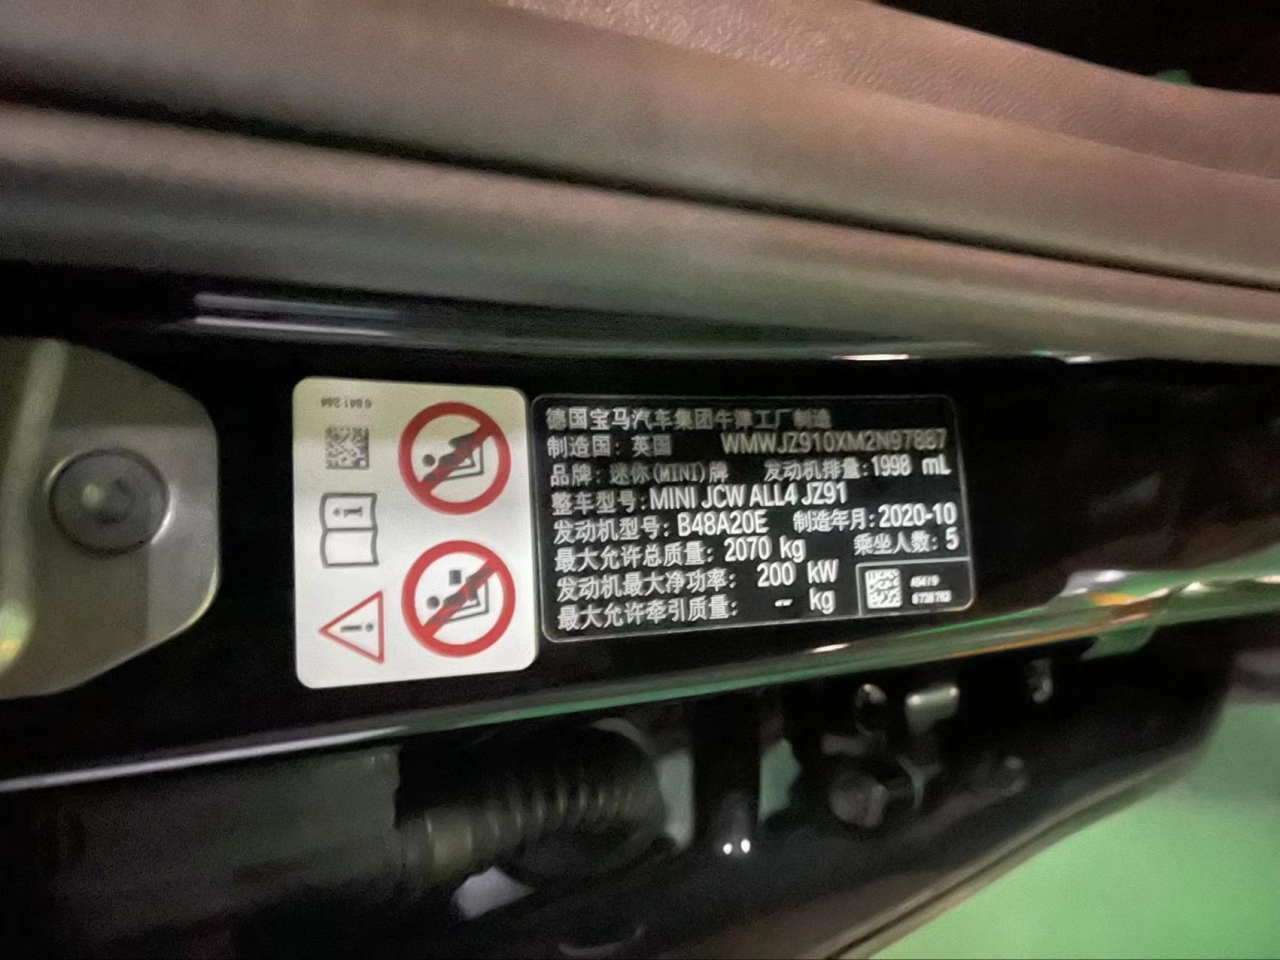 德国宝马汽车集团牛津工厂制造
制造国: 英国 WMWJZ910XM2N97887
品牌: 迷你(MINI)牌 发动机排量: 1998 mL
整车型号: MINI JCW ALL4 JZ91
发动机型号: B48A20E 制造年月: 2020-10
最大允许总质量: 2070 kg 乘坐人数: 5
发动机最大净功率: 200 kW
最大允许牵引质量: -- kg